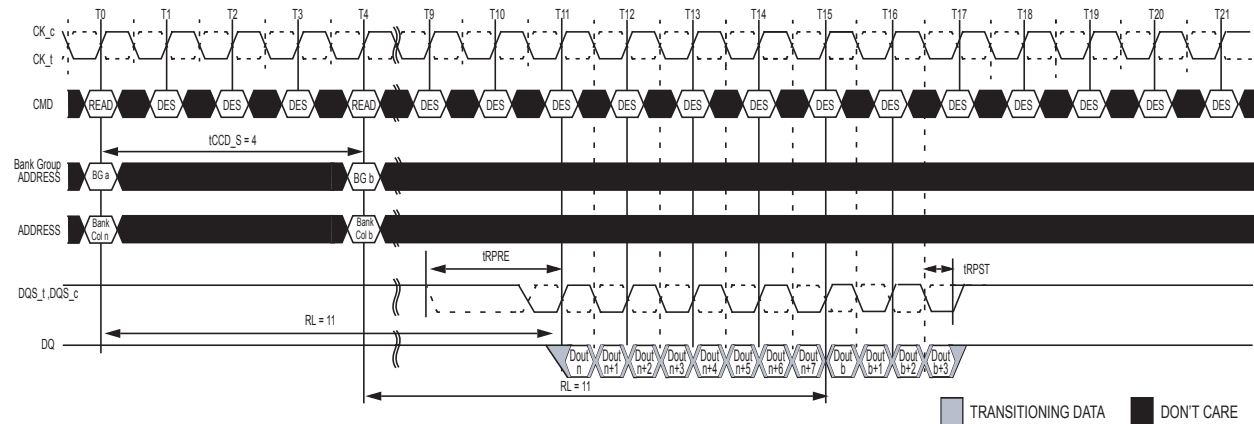 T0 T1 T2 T3 T4 T9 T10 T11 T12 T13 T14 T15 T16 T17 T18 T19 T20 T21
CK_c
CK_t
CMD READ DES DES DES READ DES DES DES DES DES DES DES DES DES DES DES DES DES
tCCD_S = 4
Bank Group
ADDRESS BG a BG b
ADDRESS Bank Col n Bank Col b
tRPRE tRPST
DQS_t ,DQS_c
RL = 11
DQ Dout n Dout n+1 Dout n+2 Dout n+3 Dout n+4 Dout n+5 Dout n+6 Dout n+7 Dout b Dout b+1 Dout b+2 Dout b+3
RL = 11
TRANSITIONING DATA DON'T CARE